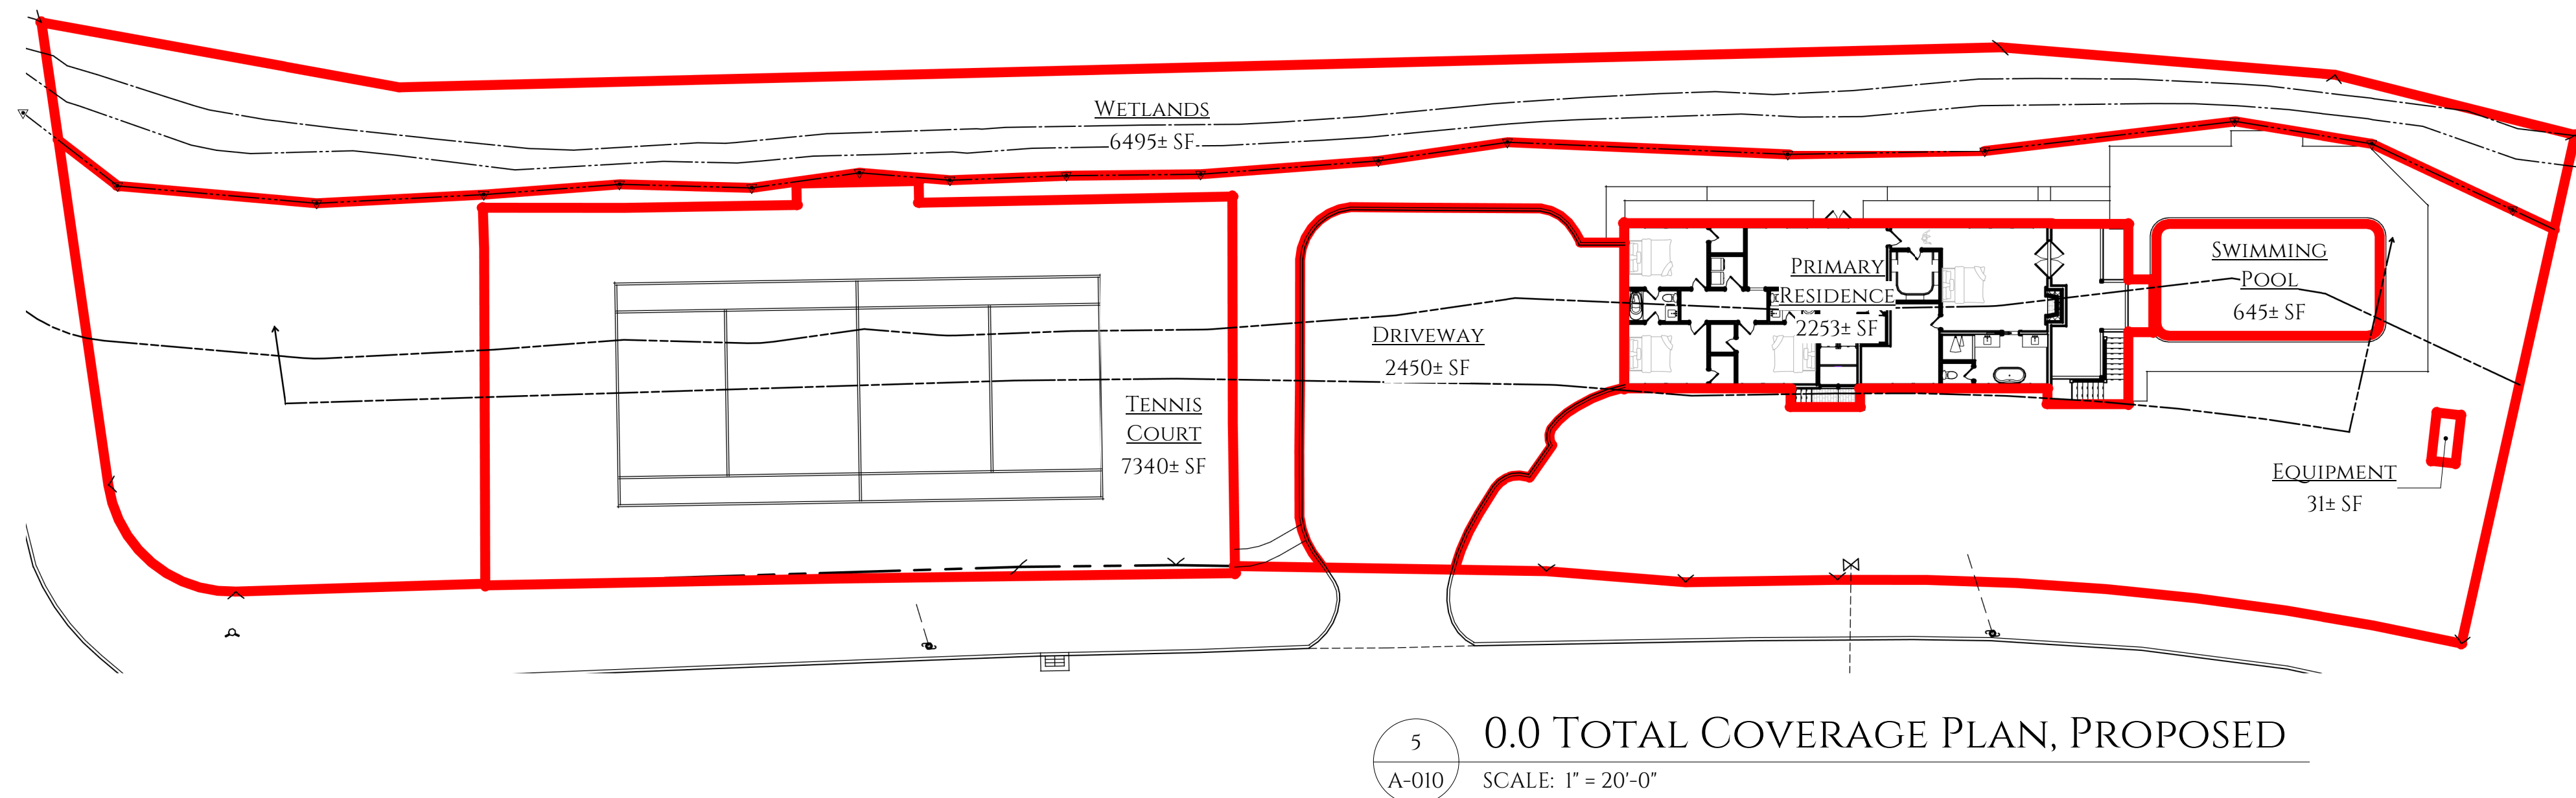 WETLANDS
6495± SF
SWIMMING
POOL
645± SF
PRIMARY
RESIDENCE
2253± SF
DRIVEWAY
2450± SF
TENNIS
COURT
7340± SF
EQUIPMENT
31± SF
5
A-010
0.0 TOTAL COVERAGE PLAN, PROPOSED
SCALE: 1" = 20'-0"